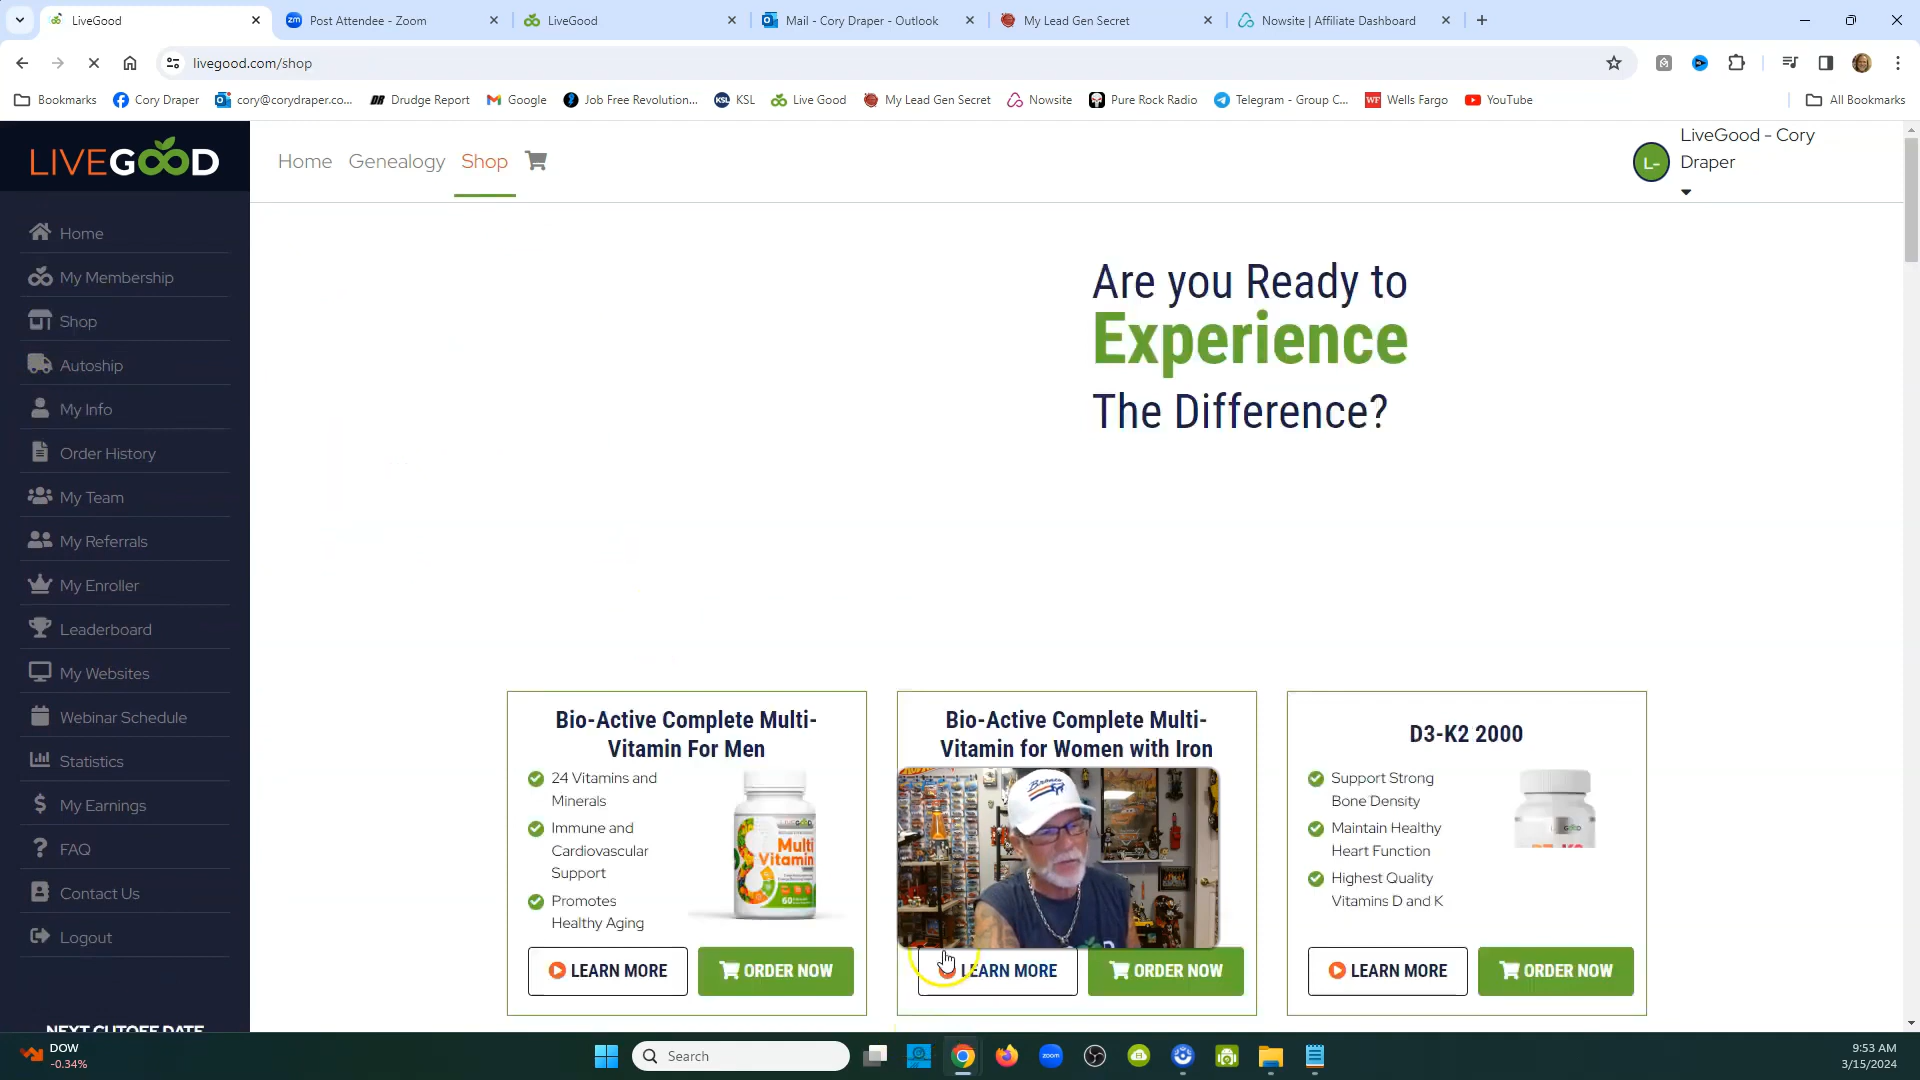 LiveGood
Post Attendee - Zoom
LiveGood
Mail - Cory Draper - Outlook
My Lead Gen Secret
Nowsite | Affiliate Dashboard
livegood.com/shop
Bookmarks
Cory Draper
cory@corydraper.co...
Drudge Report
Google
Job Free Revolution...
KSL
Live Good
My Lead Gen Secret
Nowsite
Pure Rock Radio
Telegram - Group C...
Wells Fargo
YouTube
All Bookmarks
LIVEGOOD
Home
My Membership
Shop
Autoship
My Info
Order History
My Team
My Referrals
My Enroller
Leaderboard
My Websites
Webinar Schedule
Statistics
My Earnings
FAQ
Contact Us
Logout
NEXT CUTOFF DATE
Home Genealogy Shop
L-
LiveGood - Cory
Draper
Are you Ready to
Experience
The Difference?
Bio-Active Complete Multi-
Vitamin For Men
24 Vitamins and
Minerals
Immune and
Cardiovascular
Support
Promotes
Healthy Aging
Multi
Vitamin
LEARN MORE
ORDER NOW
Bio-Active Complete Multi-
Vitamin for Women with Iron
LEARN MORE
ORDER NOW
D3-K2 2000
Support Strong
Bone Density
Maintain Healthy
Heart Function
Highest Quality
Vitamins D and K
LEARN MORE
ORDER NOW
DOW
-0.34%
Search
9:53 AM
3/15/2024